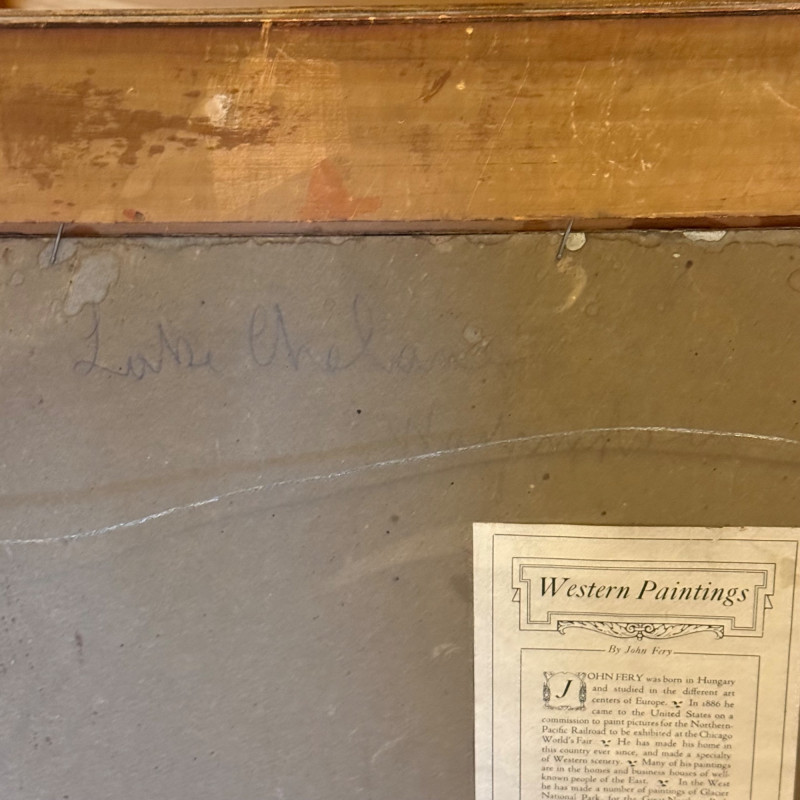 Lake Chelan
Western Paintings
By John Fery
JOHN FERY was born in Hungary
and studied in the different art
centers of Europe. In 1886 he
came to the United States on a
commission to paint pictures for the Northern-
Pacific Railroad to be exhibited at the Chicago
World's Fair He has made his home in
this country ever since, and made a specialty
of Western scenery. Many of his paintings
are in the homes and business houses of well-
known people of the East. In the West
he has made a number of paintings of Glacier
National Park, for the Great